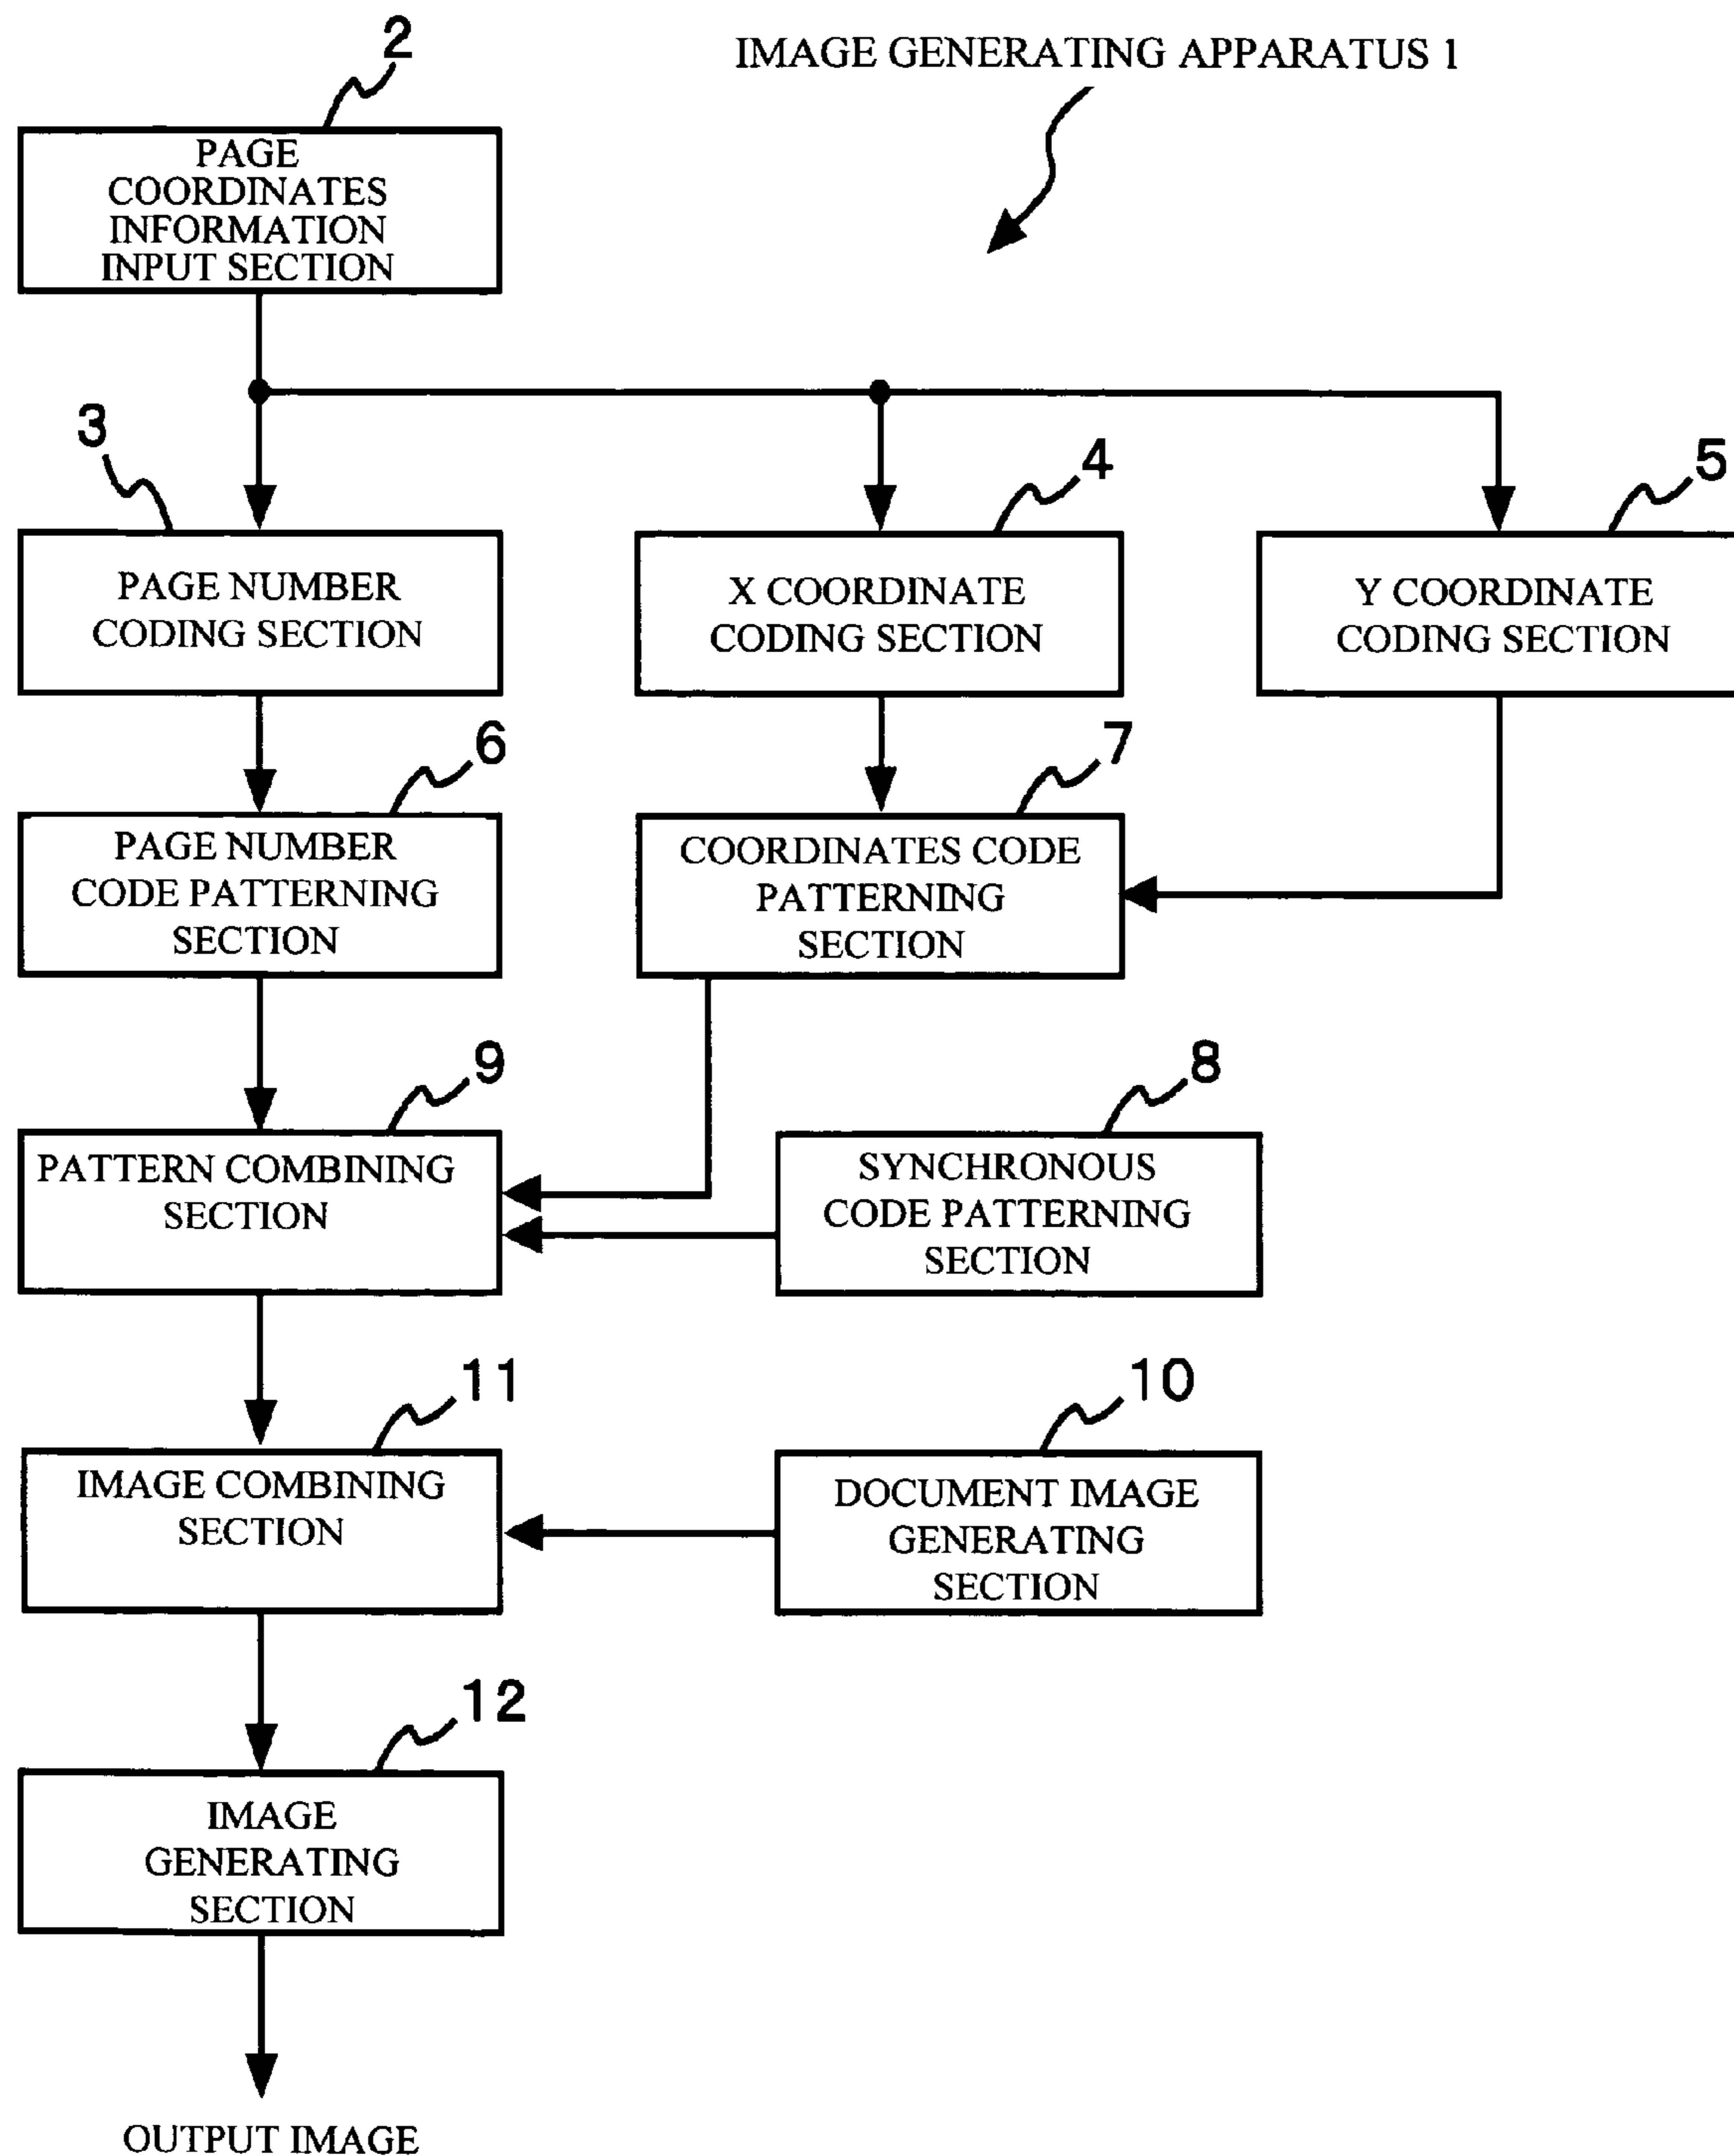 2
IMAGE GENERATING APPARATUS 1
PAGE
COORDINATES
INFORMATION
INPUT SECTION
3
4
5
PAGE NUMBER
CODING SECTION
X COORDINATE
CODING SECTION
Y COORDINATE
CODING SECTION
6
7
PAGE NUMBER
CODE PATTERNING
SECTION
COORDINATES CODE
PATTERNING
SECTION
9
8
PATTERN COMBINING
SECTION
SYNCHRONOUS
CODE PATTERNING
SECTION
11
10
IMAGE COMBINING
SECTION
DOCUMENT IMAGE
GENERATING
SECTION
12
IMAGE
GENERATING
SECTION
OUTPUT IMAGE